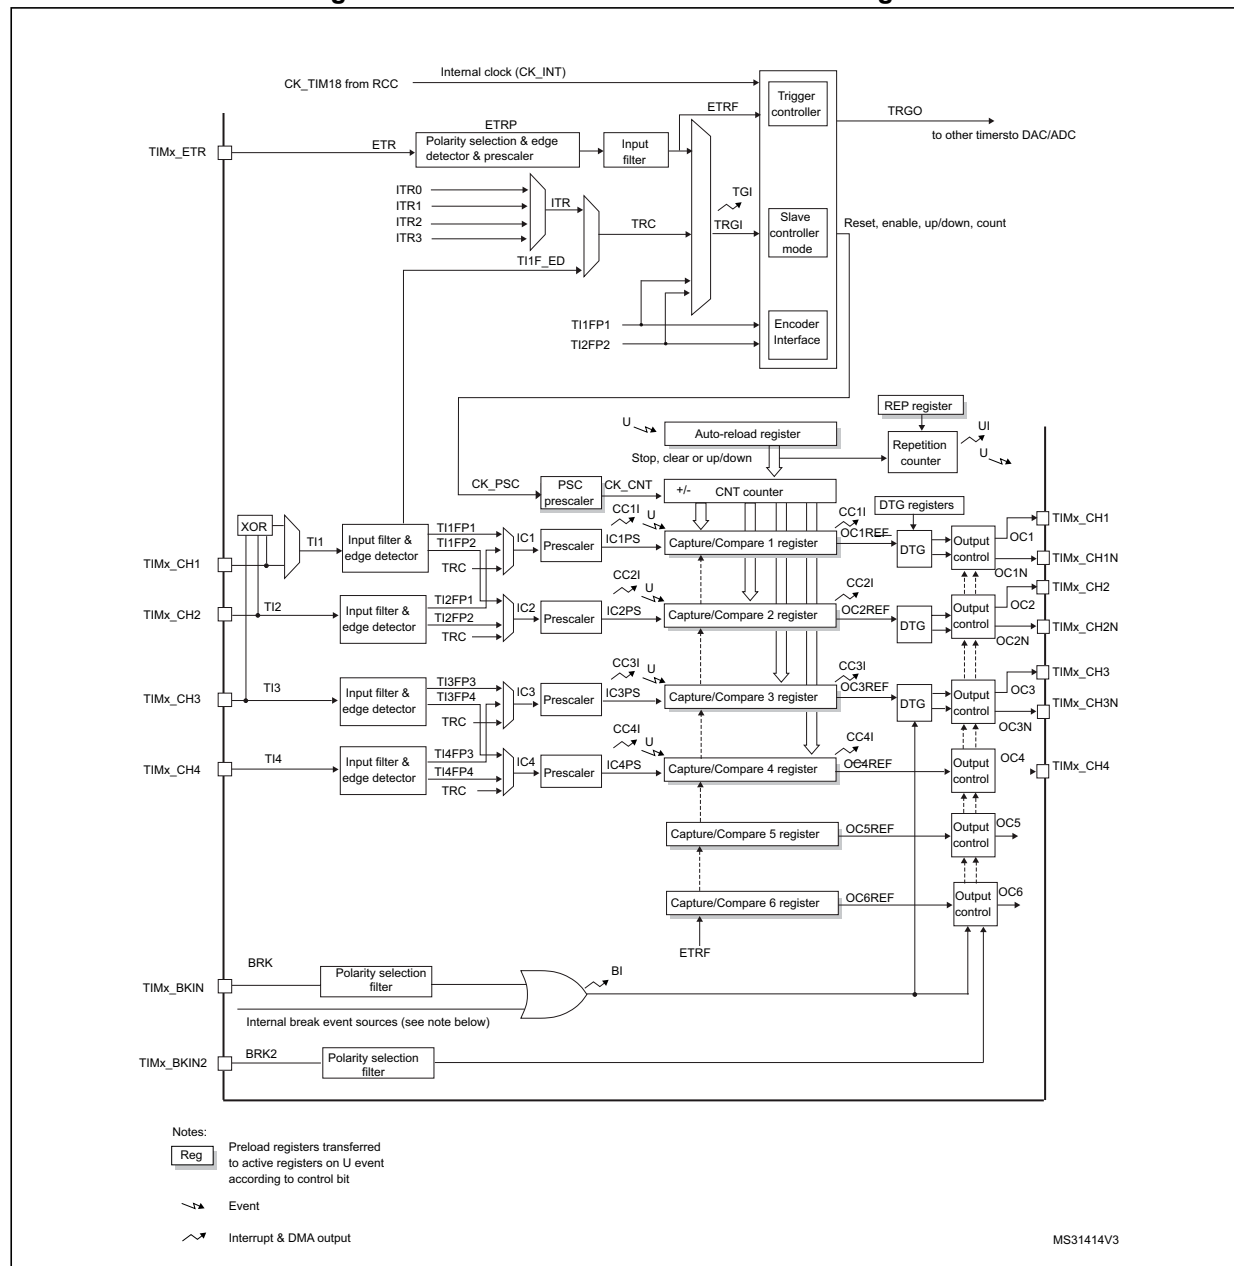 CK_TIM18 from RCC
Internal clock (CK_INT)
ETRF
Trigger
controller
TRGO
to other timersto DAC/ADC
TIMx_ETR
ETR
ETRP
Polarity selection & edge
detector & prescaler
Input
filter
ITR0
ITR1
ITR2
ITR3
ITR
TRC
TI1F_ED
TGI
TRGI
Slave
controller
mode
Reset, enable, up/down, count
TI1FP1
TI2FP2
Encoder
Interface
REP register
U
Auto-reload register
Repetition
counter
UI
U
Stop, clear or up/down
CK_PSC
PSC
prescaler
CK_CNT
+/-
CNT counter
DTG registers
XOR
TI1
Input filter &
edge detector
TI1FP1
TI1FP2
TRC
IC1
Prescaler
IC1PS
CC1I
U
Capture/Compare 1 register
CC1I
OC1REF
DTG
Output
control
OC1
OC1N
TIMx_CH1
TIMx_CH1
TIMx_CH1N
TIMx_CH2
TI2
Input filter &
edge detector
TI2FP1
TI2FP2
TRC
IC2
Prescaler
IC2PS
CC2I
U
Capture/Compare 2 register
CC2I
OC2REF
DTG
Output
control
OC2
OC2N
TIMx_CH2
TIMx_CH2N
TIMx_CH3
TI3
Input filter &
edge detector
TI3FP3
TI3FP4
TRC
IC3
Prescaler
IC3PS
CC3I
U
Capture/Compare 3 register
CC3I
OC3REF
DTG
Output
control
OC3
OC3N
TIMx_CH3
TIMx_CH3N
TIMx_CH4
TI4
Input filter &
edge detector
TI4FP3
TI4FP4
TRC
IC4
Prescaler
IC4PS
CC4I
U
Capture/Compare 4 register
CC4I
OC4REF
Output
control
OC4
TIMx_CH4
Capture/Compare 5 register
OC5REF
Output
control
OC5
Capture/Compare 6 register
OC6REF
Output
control
OC6
ETRF
TIMx_BKIN
BRK
Polarity selection
filter
BI
Internal break event sources (see note below)
TIMx_BKIN2
BRK2
Polarity selection
filter
Notes:
Reg
Preload registers transferred
to active registers on U event
according to control bit
Event
Interrupt & DMA output
MS31414V3